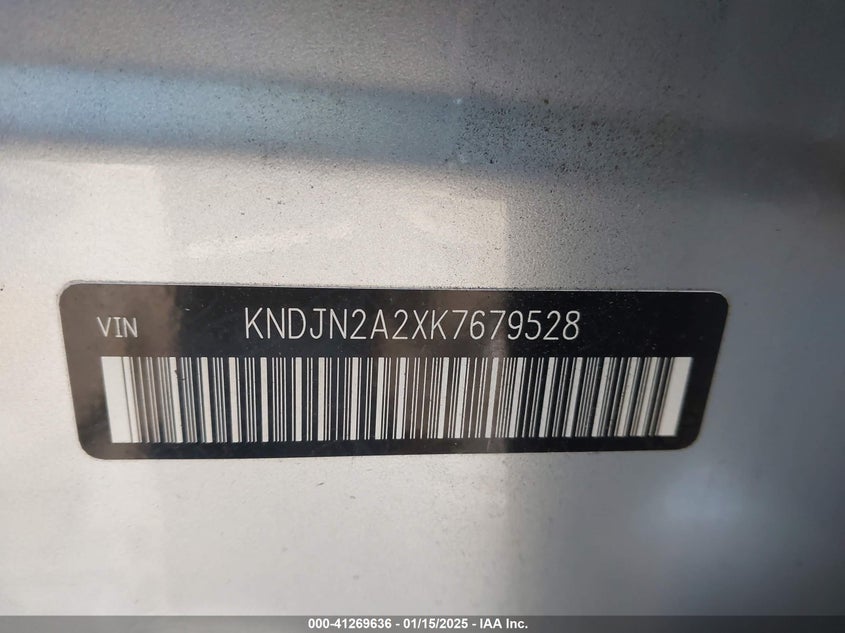 VIN KNDJN2A2XK7679528
000-41269636 - 01/15/2025 - IAA Inc.